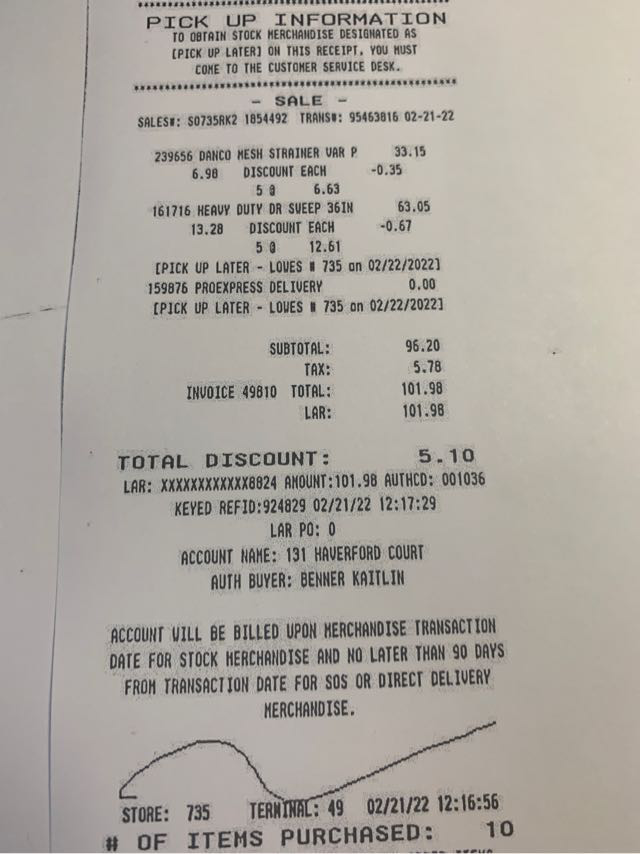 PICK UP INFORMATION
TO OBTAIN STOCK MERCHANDISE DESIGNATED AS
[PICK UP LATER] ON THIS RECEIPT, YOU MUST
COME TO THE CUSTOMER SERVICE DESK.
- SALE -
SALES#: S0735RK2 1854492 TRANS#: 95463816 02-21-22
239656 DANCO MESH STRAINER VAR P 33.15
6.98 DISCOUNT EACH -0.35
5 @ 6.63
161716 HEAVY DUTY DR SWEEP 36IN 63.05
13.28 DISCOUNT EACH -0.67
5 @ 12.61
[PICK UP LATER - LOWES # 735 on 02/22/2022]
159876 PROEXPRESS DELIVERY 0.00
[PICK UP LATER - LOWES # 735 on 02/22/2022]
SUBTOTAL: 96.20
TAX: 5.78
INVOICE 49810 TOTAL: 101.98
LAR: 101.98
TOTAL DISCOUNT: 5.10
LAR: XXXXXXXXXXXX8824 AMOUNT:101.98 AUTHCD: 001036
KEYED REFID:924829 02/21/22 12:17:29
LAR PO: 0
ACCOUNT NAME: 131 HAVERFORD COURT
AUTH BUYER: BENNER KAITLIN
ACCOUNT WILL BE BILLED UPON MERCHANDISE TRANSACTION
DATE FOR STOCK MERCHANDISE AND NO LATER THAN 90 DAYS
FROM TRANSACTION DATE FOR SOS OR DIRECT DELIVERY
MERCHANDISE.
STORE: 735 TERMINAL: 49 02/21/22 12:16:56
# OF ITEMS PURCHASED: 10